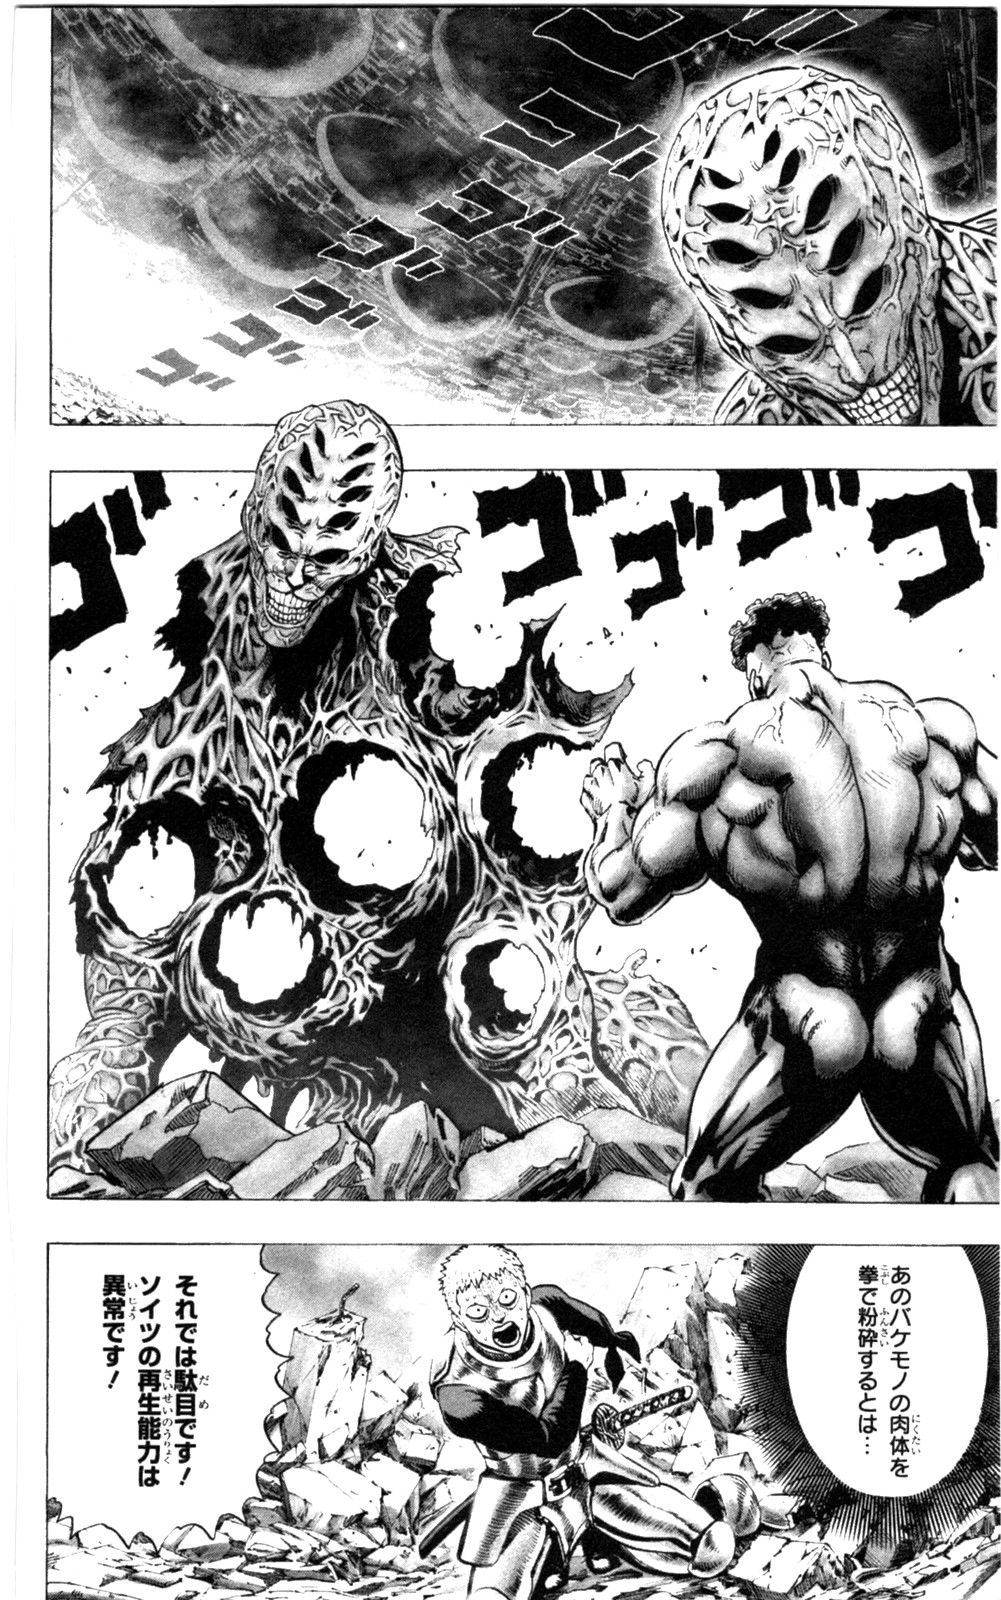 ゴゴゴゴゴゴゴ
ゴゴゴゴゴ
あのバケモノの肉体を
拳で粉砕するとは…
それでは駄目です!
ソイツの再生能力は
異常です!